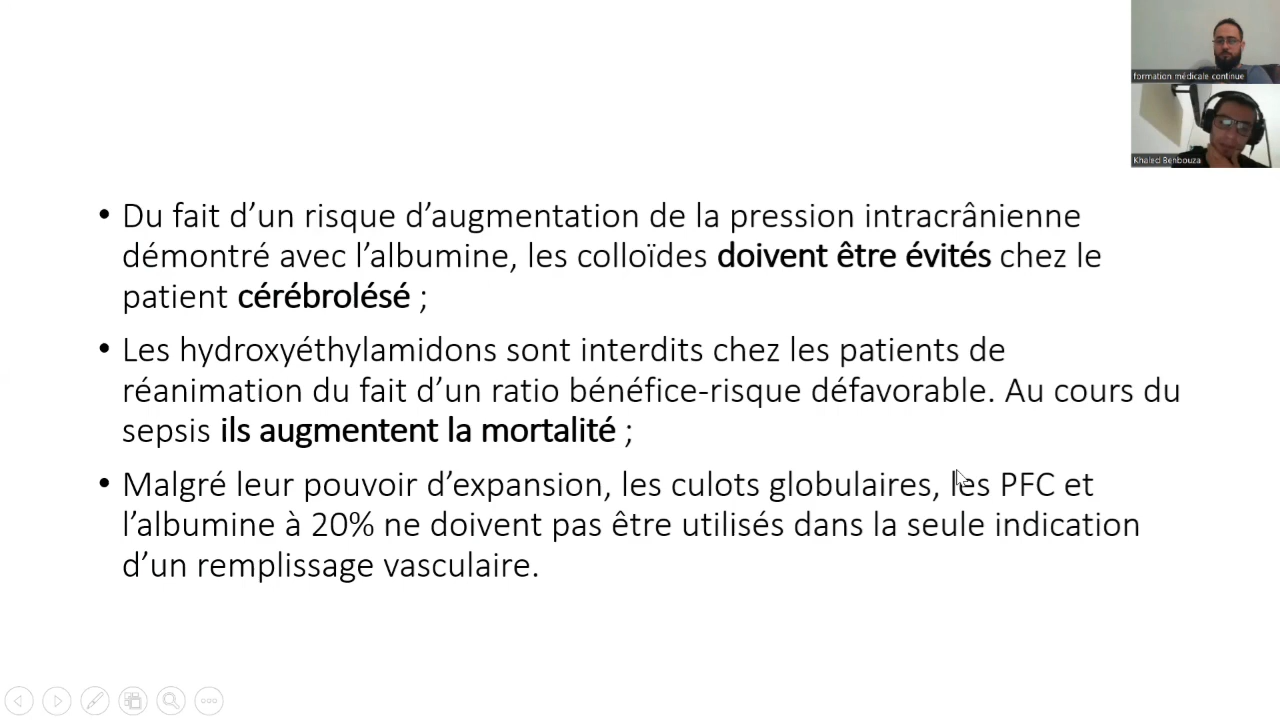 formation médicale continue
Khaled Benbouza
• Du fait d’un risque d’augmentation de la pression intracrânienne
démontré avec l’albumine, les colloïdes doivent être évités chez le
patient cérébrolésé ;
• Les hydroxyéthylamidons sont interdits chez les patients de
réanimation du fait d’un ratio bénéfice-risque défavorable. Au cours du
sepsis ils augmentent la mortalité ;
• Malgré leur pouvoir d’expansion, les culots globulaires, les PFC et
l’albumine à 20% ne doivent pas être utilisés dans la seule indication
d’un remplissage vasculaire.